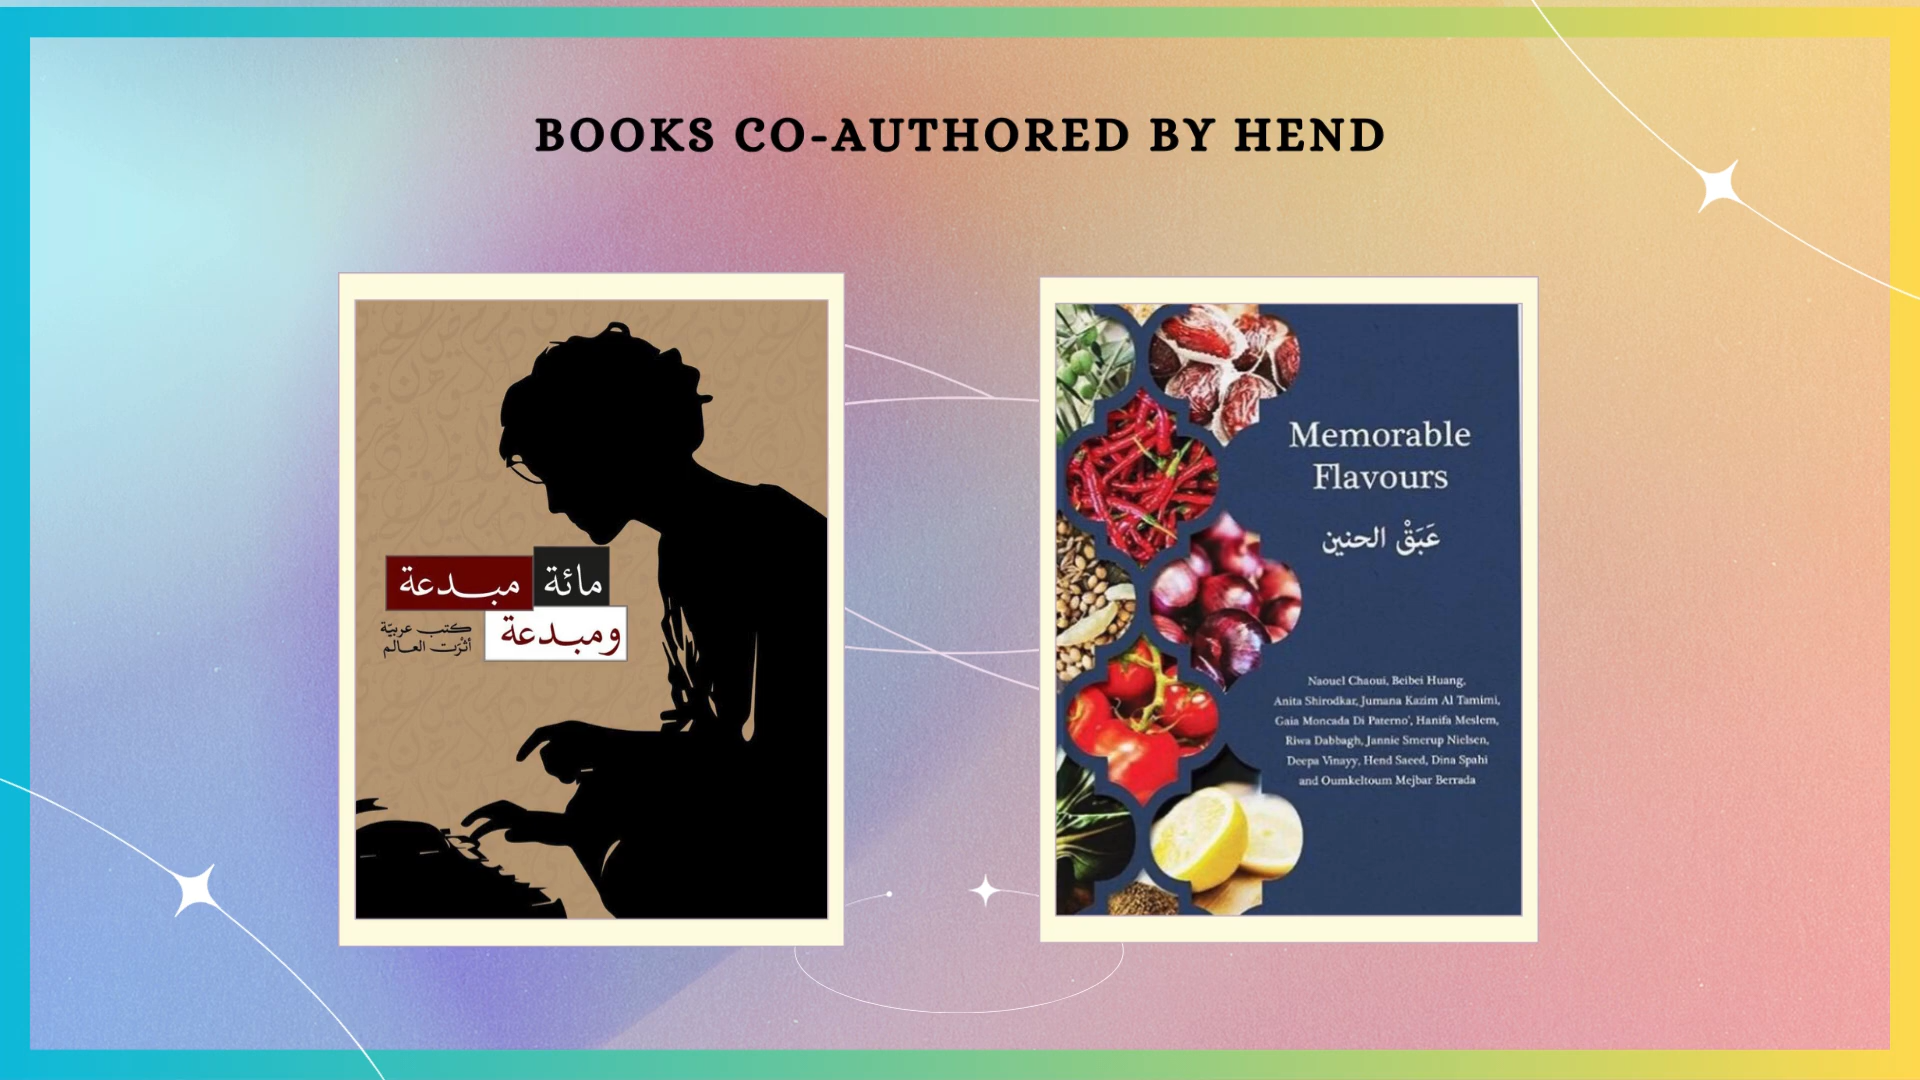 BOOKS CO-AUTHORED BY HEND
مائة مبدعة
ومبدعة
كتب عربيّة
أثرَت العالم
Memorable
Flavours
عَبَقْ الحنين
Naouel Chaoui, Beibei Huang,
Anita Shirodkar, Jumana Kazim Al Tamimi,
Gaia Moncada Di Paterno', Hanifa Meslem,
Riwa Dabbagh, Jannie Smerup Nielsen,
Deepa Vinayy, Hend Saeed, Dina Spahi
and Oumkeltoum Mejbar Berrada